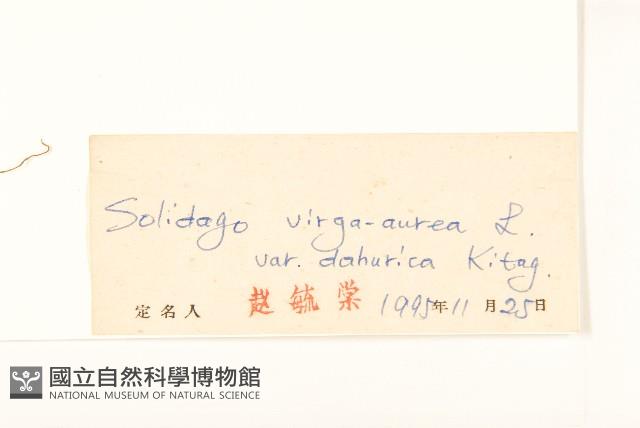 Solidago virga-aurea L.
var. dahurica Kitag.
定名人 赵毓棠 1995年11月25日
國立自然科學博物館
NATIONAL MUSEUM OF NATURAL SCIENCE